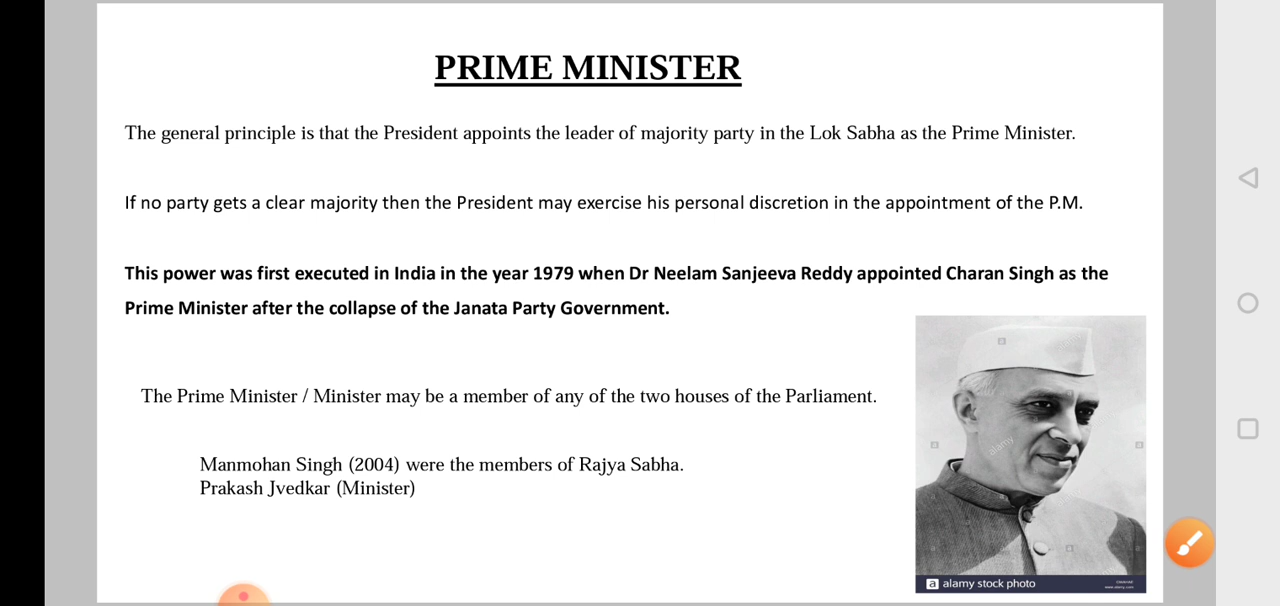 PRIME MINISTER
The general principle is that the President appoints the leader of majority party in the Lok Sabha as the Prime Minister.
If no party gets a clear majority then the President may exercise his personal discretion in the appointment of the P.M.
This power was first executed in India in the year 1979 when Dr Neelam Sanjeeva Reddy appointed Charan Singh as the
Prime Minister after the collapse of the Janata Party Government.
The Prime Minister / Minister may be a member of any of the two houses of the Parliament.
Manmohan Singh (2004) were the members of Rajya Sabha.
Prakash Jvedkar (Minister)
alamy
a alamy stock photo